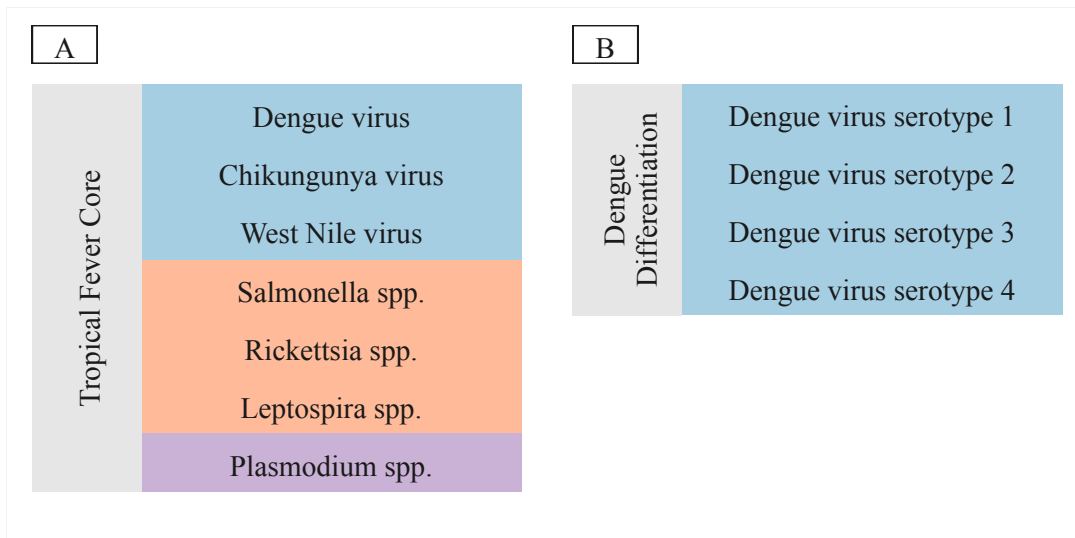 A
Tropical Fever Core
Dengue virus
Chikungunya virus
West Nile virus
Salmonella spp.
Rickettsia spp.
Leptospira spp.
Plasmodium spp.
B
Dengue
Differentiation
Dengue virus serotype 1
Dengue virus serotype 2
Dengue virus serotype 3
Dengue virus serotype 4